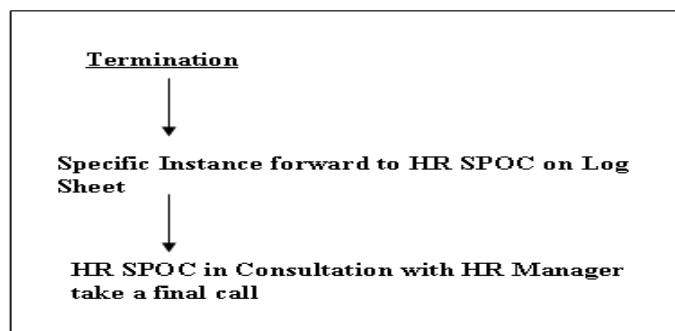 Termination
Specific Instance forward to HR SPOC on Log
Sheet
HR SPOC in Consultation with HR Manager
take a final call